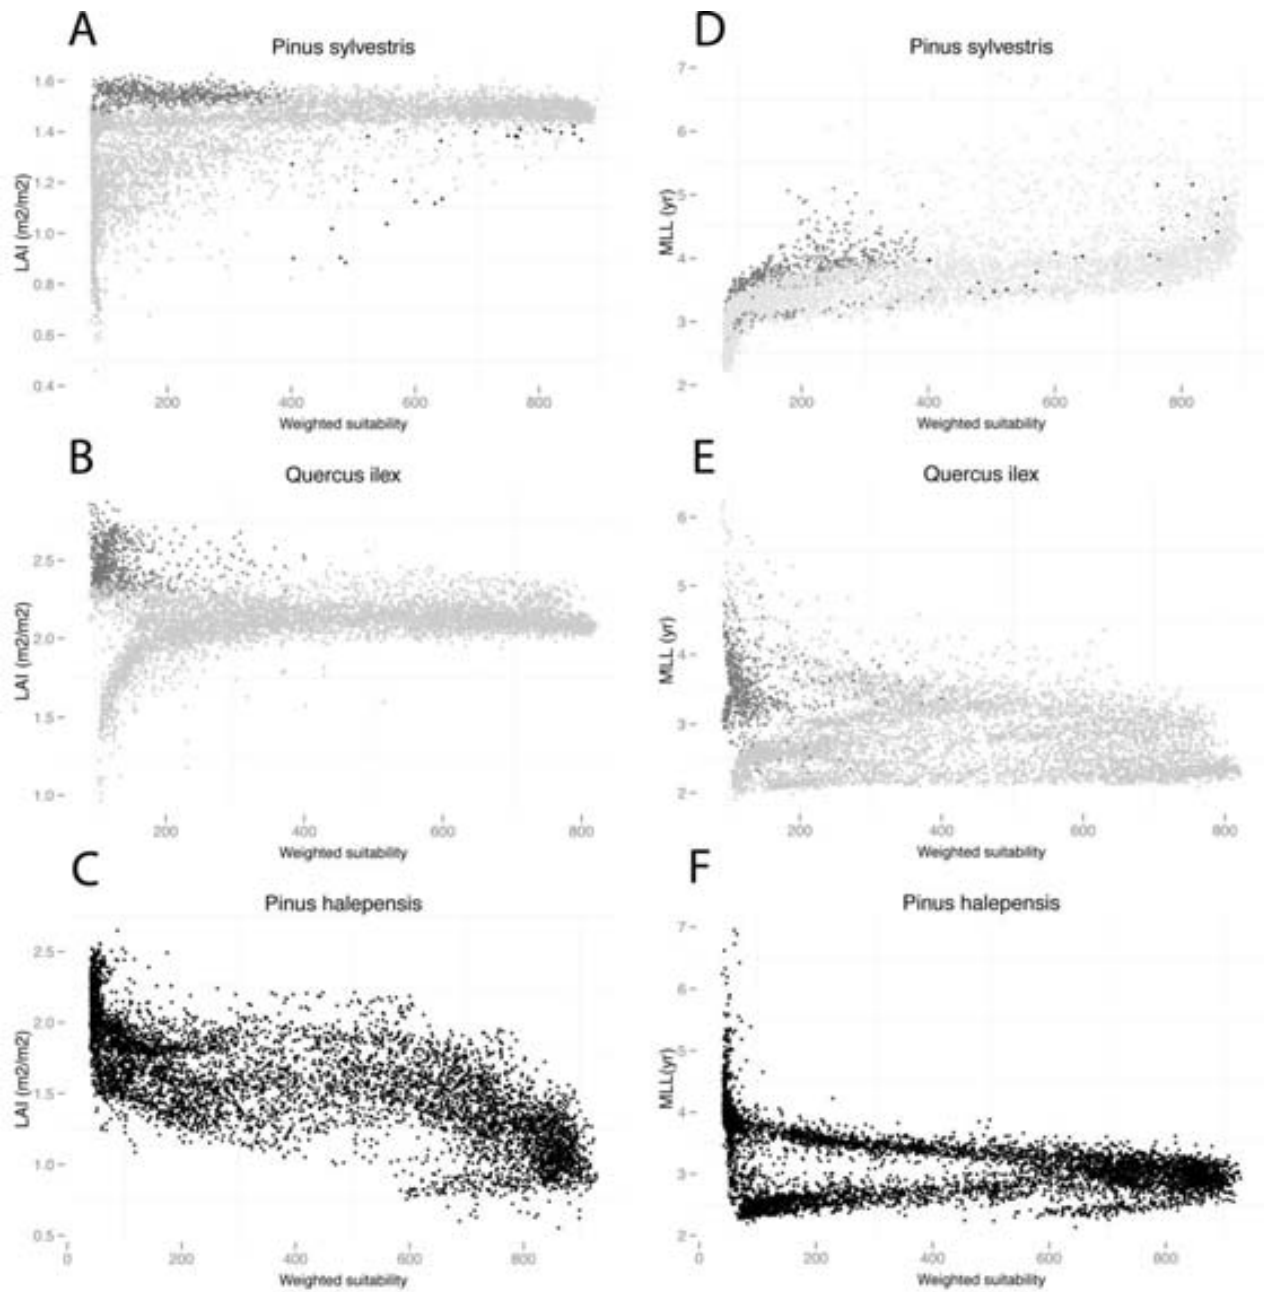 A
Pinus sylvestris
LAI (m2/m2)
1.6
1.4
1.2
1.0
0.8
0.6
0.4
200 400 600 800
Weighted suitability
D
Pinus sylvestris
MLL (yr)
7
6
5
4
3
2
200 400 600 800
Weighted suitability
B
Quercus ilex
LAI (m2/m2)
2.5
2.0
1.5
1.0
200 400 600 800
Weighted suitability
E
Quercus ilex
MLL (yr)
6
5
4
3
2
200 400 600 800
Weighted suitability
C
Pinus halepensis
LAI (m2/m2)
2.5
2.0
1.5
1.0
0.5
0 200 400 600 800
Weighted suitability
F
Pinus halepensis
MLL(yr)
7
6
5
4
3
2
0 200 400 600 800
Weighted suitability